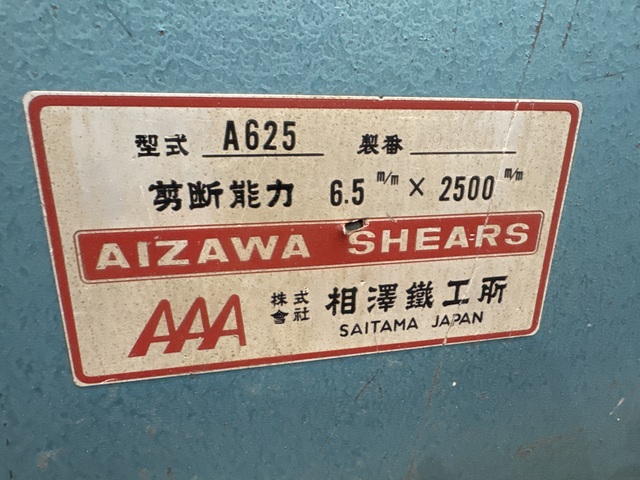 型式 A625 製番
剪断能力 6.5 m/m × 2500 m/m
AIZAWA SHEARS
AAA 株式会社 相澤鐵工所
SAITAMA JAPAN